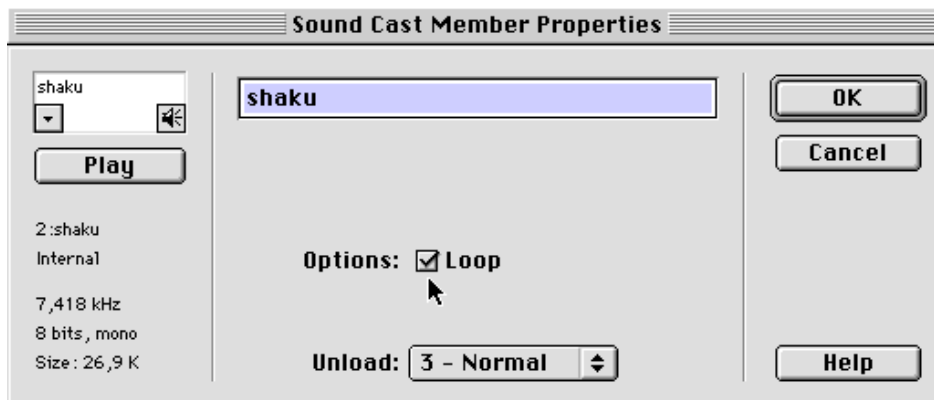 Sound Cast Member Properties
shaku
Play
2:shaku
Internal
7,418 kHz
8 bits, mono
Size: 26,9 K
shaku
Options: Loop
Unload: 3 - Normal
OK
Cancel
Help